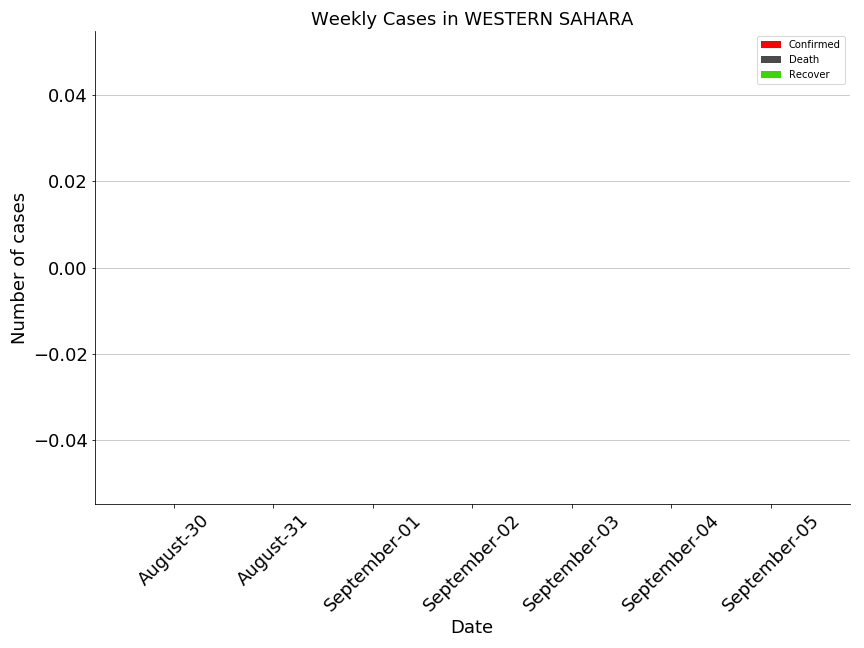 Weekly Cases in WESTERN SAHARA
Confirmed
Death
Recover
Number of cases
0.04
0.02
0.00
−0.02
−0.04
August-30
August-31
September-01
September-02
September-03
September-04
September-05
Date